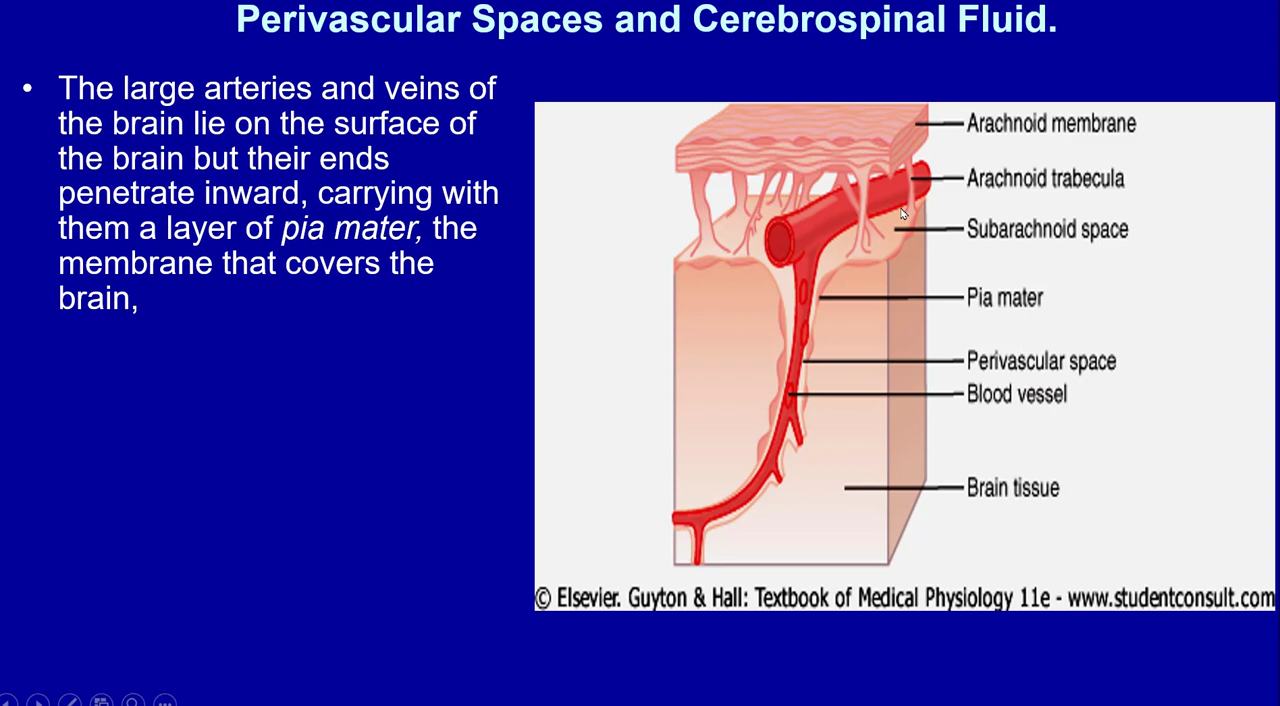 Perivascular Spaces and Cerebrospinal Fluid.
• The large arteries and veins of
the brain lie on the surface of
the brain but their ends
penetrate inward, carrying with
them a layer of pia mater, the
membrane that covers the
brain,
Arachnoid membrane
Arachnoid trabecula
Subarachnoid space
Pia mater
Perivascular space
Blood vessel
Brain tissue
© Elsevier. Guyton & Hall: Textbook of Medical Physiology 11e - www.studentconsult.com